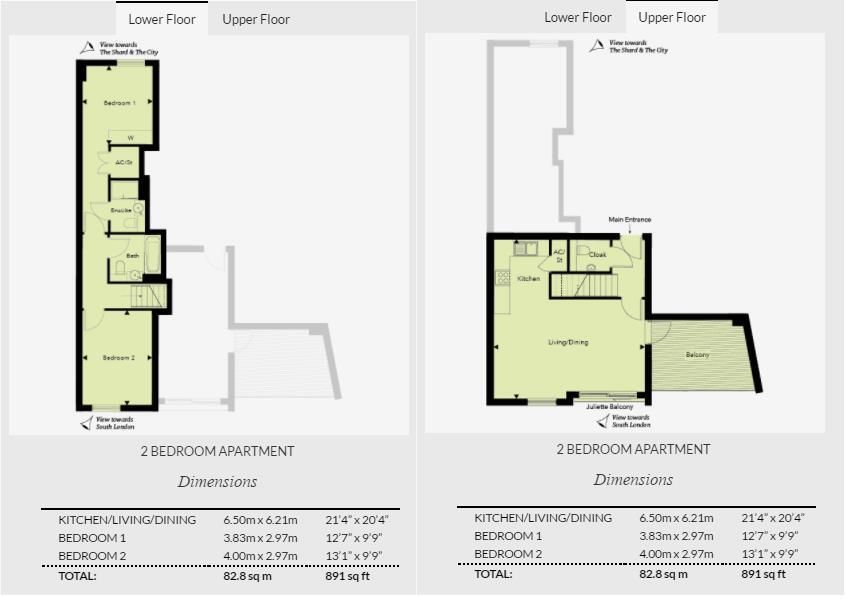 Lower Floor
Upper Floor
View towards
The Shard & The City
Bedroom 1
W
AC/St
Ensuite
Bath
Bedroom 2
View towards
South London
2 BEDROOM APARTMENT
Dimensions
KITCHEN/LIVING/DINING 6.50m x 6.21m 21'4" x 20'4"
BEDROOM 1 3.83m x 2.97m 12'7" x 9'9"
BEDROOM 2 4.00m x 2.97m 13'1" x 9'9"
TOTAL: 82.8 sq m 891 sq ft
Lower Floor
Upper Floor
View towards
The Shard & The City
Main Entrance
AC/
St
Cloak
Kitchen
Living/Dining
Balcony
Juliette Balcony
View towards
South London
2 BEDROOM APARTMENT
Dimensions
KITCHEN/LIVING/DINING 6.50m x 6.21m 21'4" x 20'4"
BEDROOM 1 3.83m x 2.97m 12'7" x 9'9"
BEDROOM 2 4.00m x 2.97m 13'1" x 9'9"
TOTAL: 82.8 sq m 891 sq ft